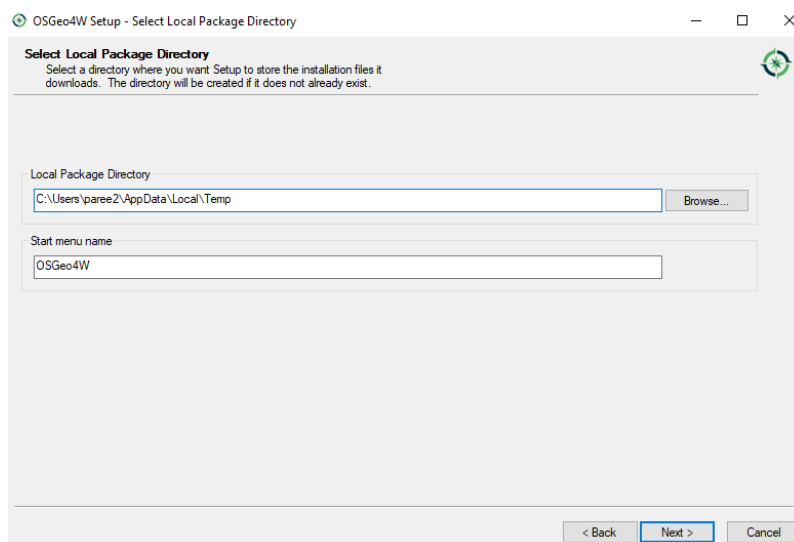 OSGeo4W Setup - Select Local Package Directory
Select Local Package Directory
Select a directory where you want Setup to store the installation files it
downloads. The directory will be created if it does not already exist.
Local Package Directory
C:\Users\paree2\AppData\Local\Temp
Browse...
Start menu name
OSGeo4W
< Back
Next >
Cancel